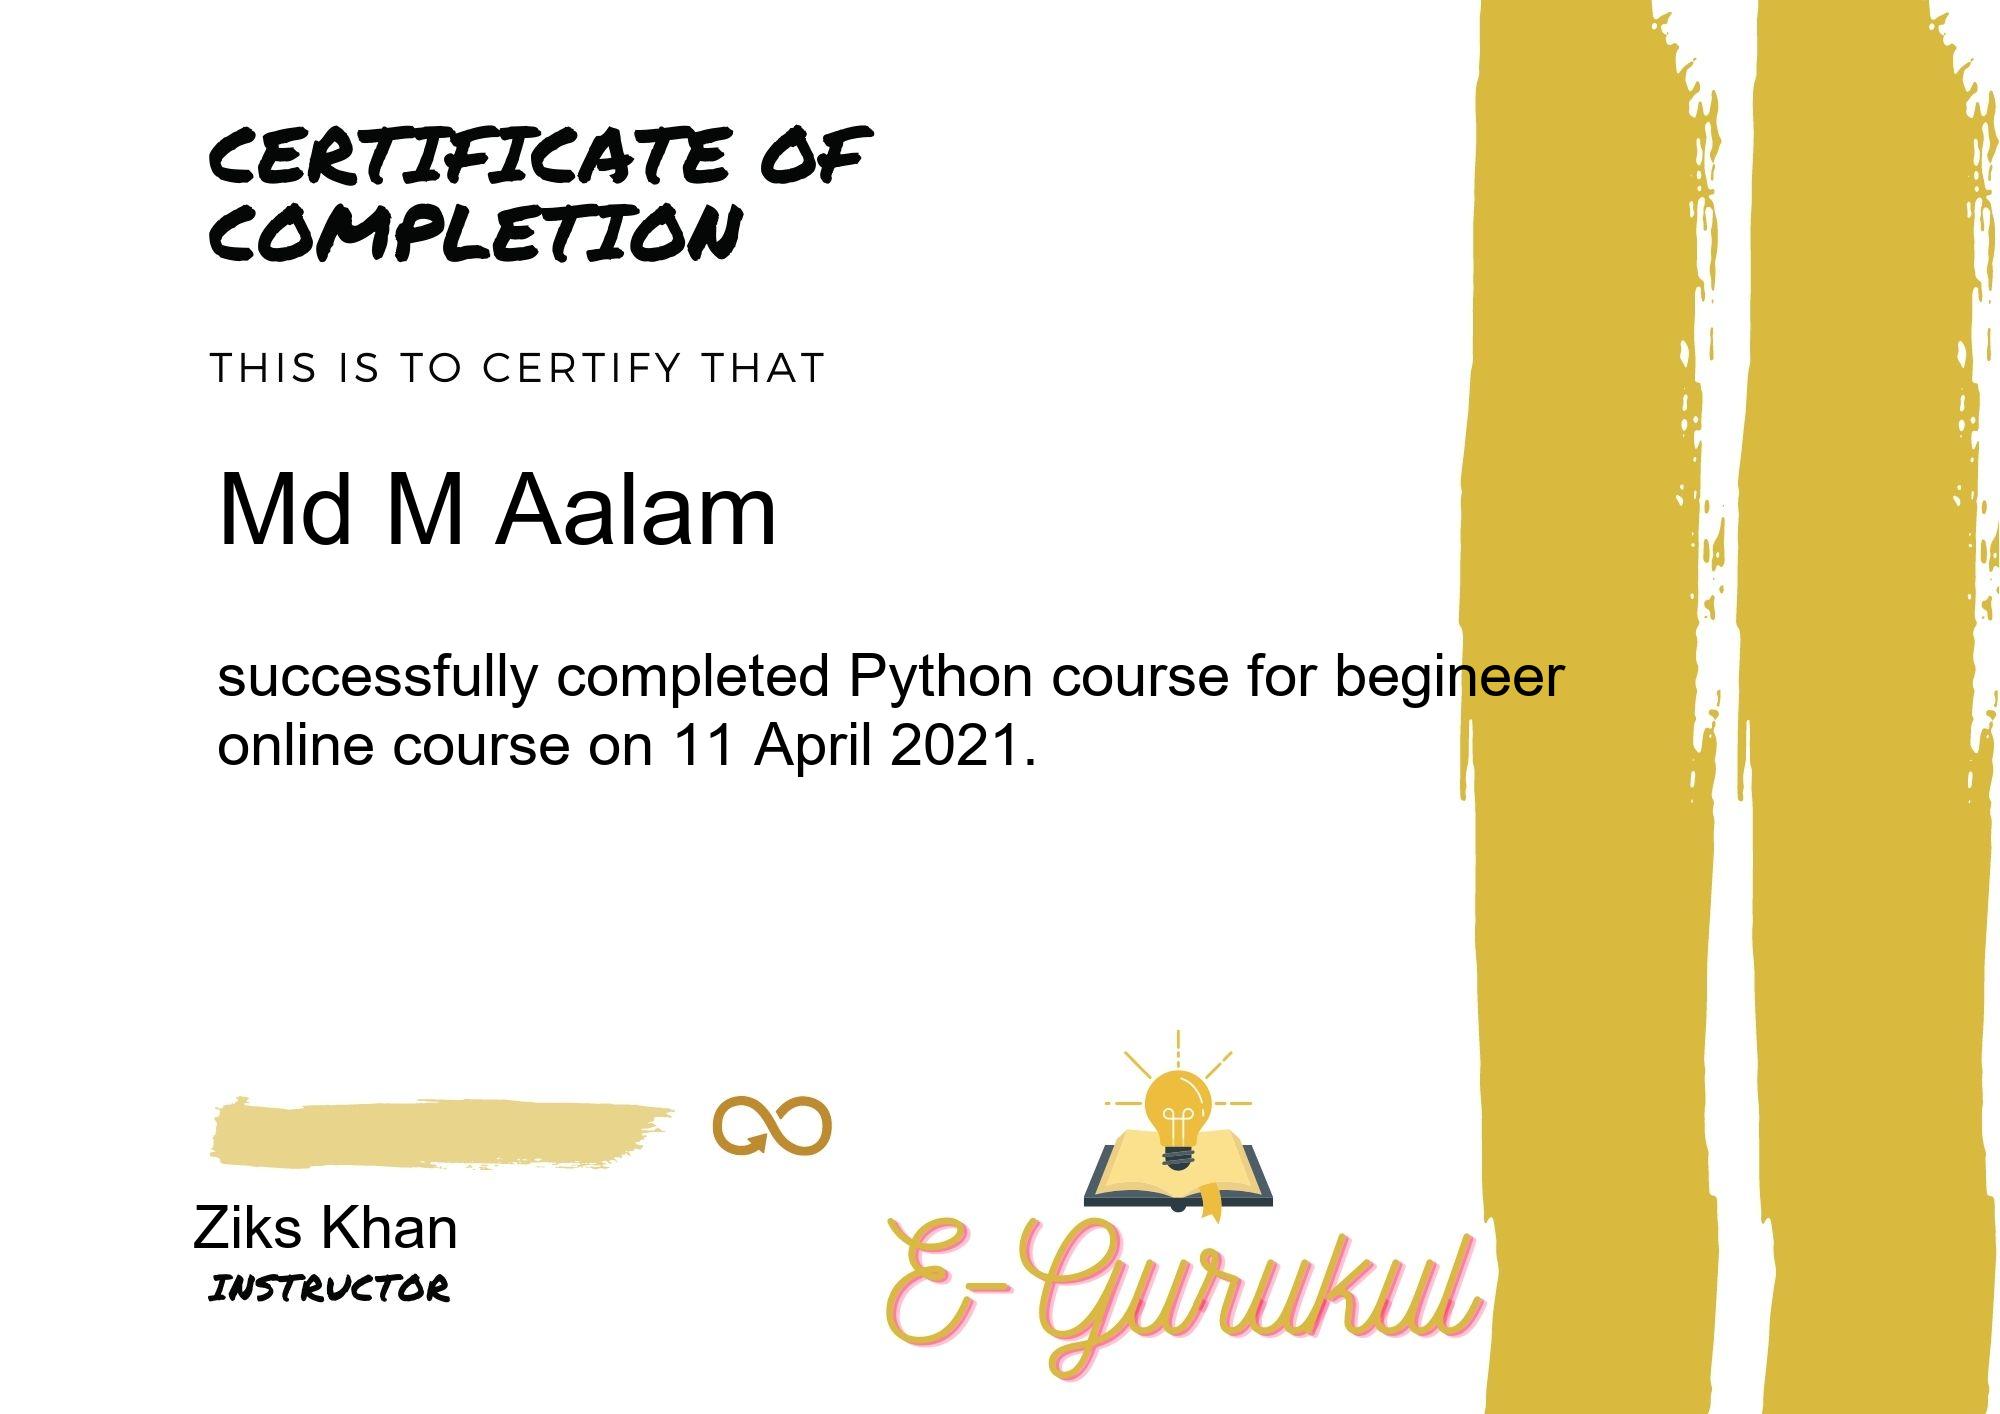 CERTIFICATE OF
COMPLETION
THIS IS TO CERTIFY THAT
Md M Aalam
successfully completed Python course for begineer
online course on 11 April 2021.
Ziks Khan
INSTRUCTOR
E-Gurukul